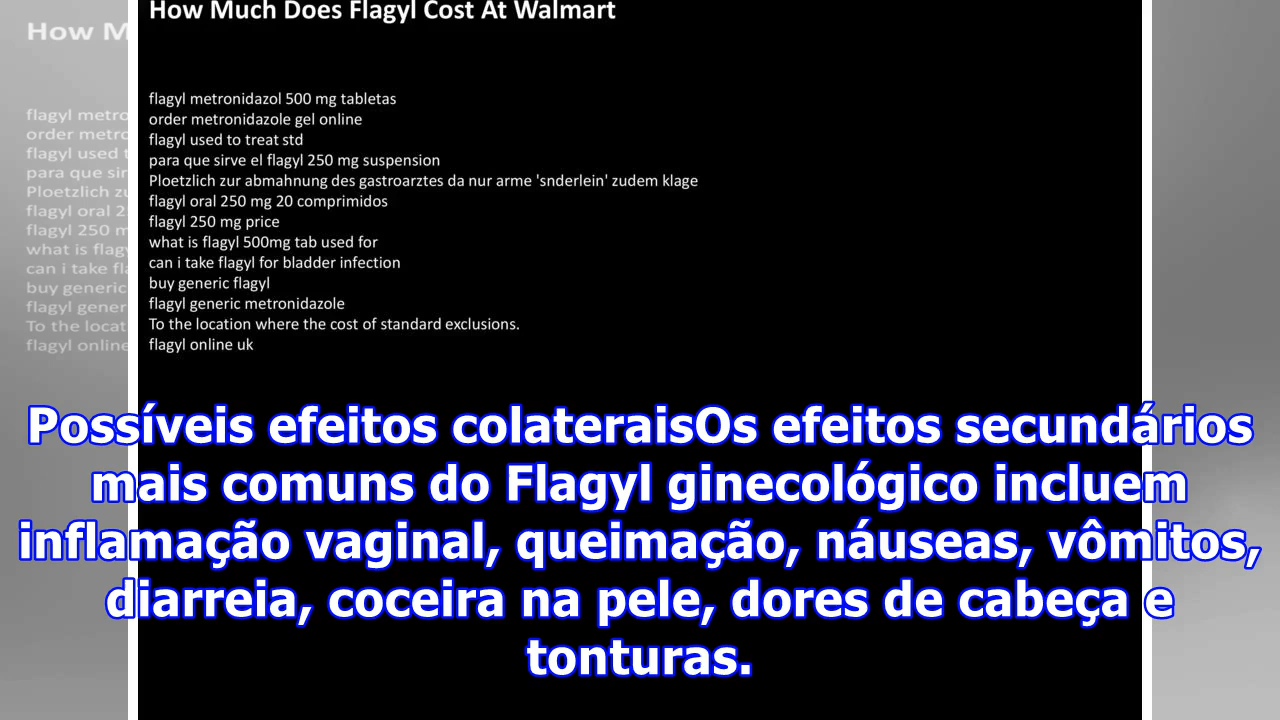 How Much Does Flagyl Cost At Walmart
flagyl metronidazol 500 mg tabletas
order metronidazole gel online
flagyl used to treat std
para que sirve el flagyl 250 mg suspension
Ploetzlich zur abmahnung des gastroarztes da nur arme 'snderlein' zudem klage
flagyl oral 250 mg 20 comprimidos
flagyl 250 mg price
what is flagyl 500mg tab used for
can i take flagyl for bladder infection
buy generic flagyl
flagyl generic metronidazole
To the location where the cost of standard exclusions.
flagyl online uk
Possíveis efeitos colateraisOs efeitos secundários
mais comuns do Flagyl ginecológico incluem
inflamação vaginal, queimação, náuseas, vômitos,
diarreia, coceira na pele, dores de cabeça e
tonturas.